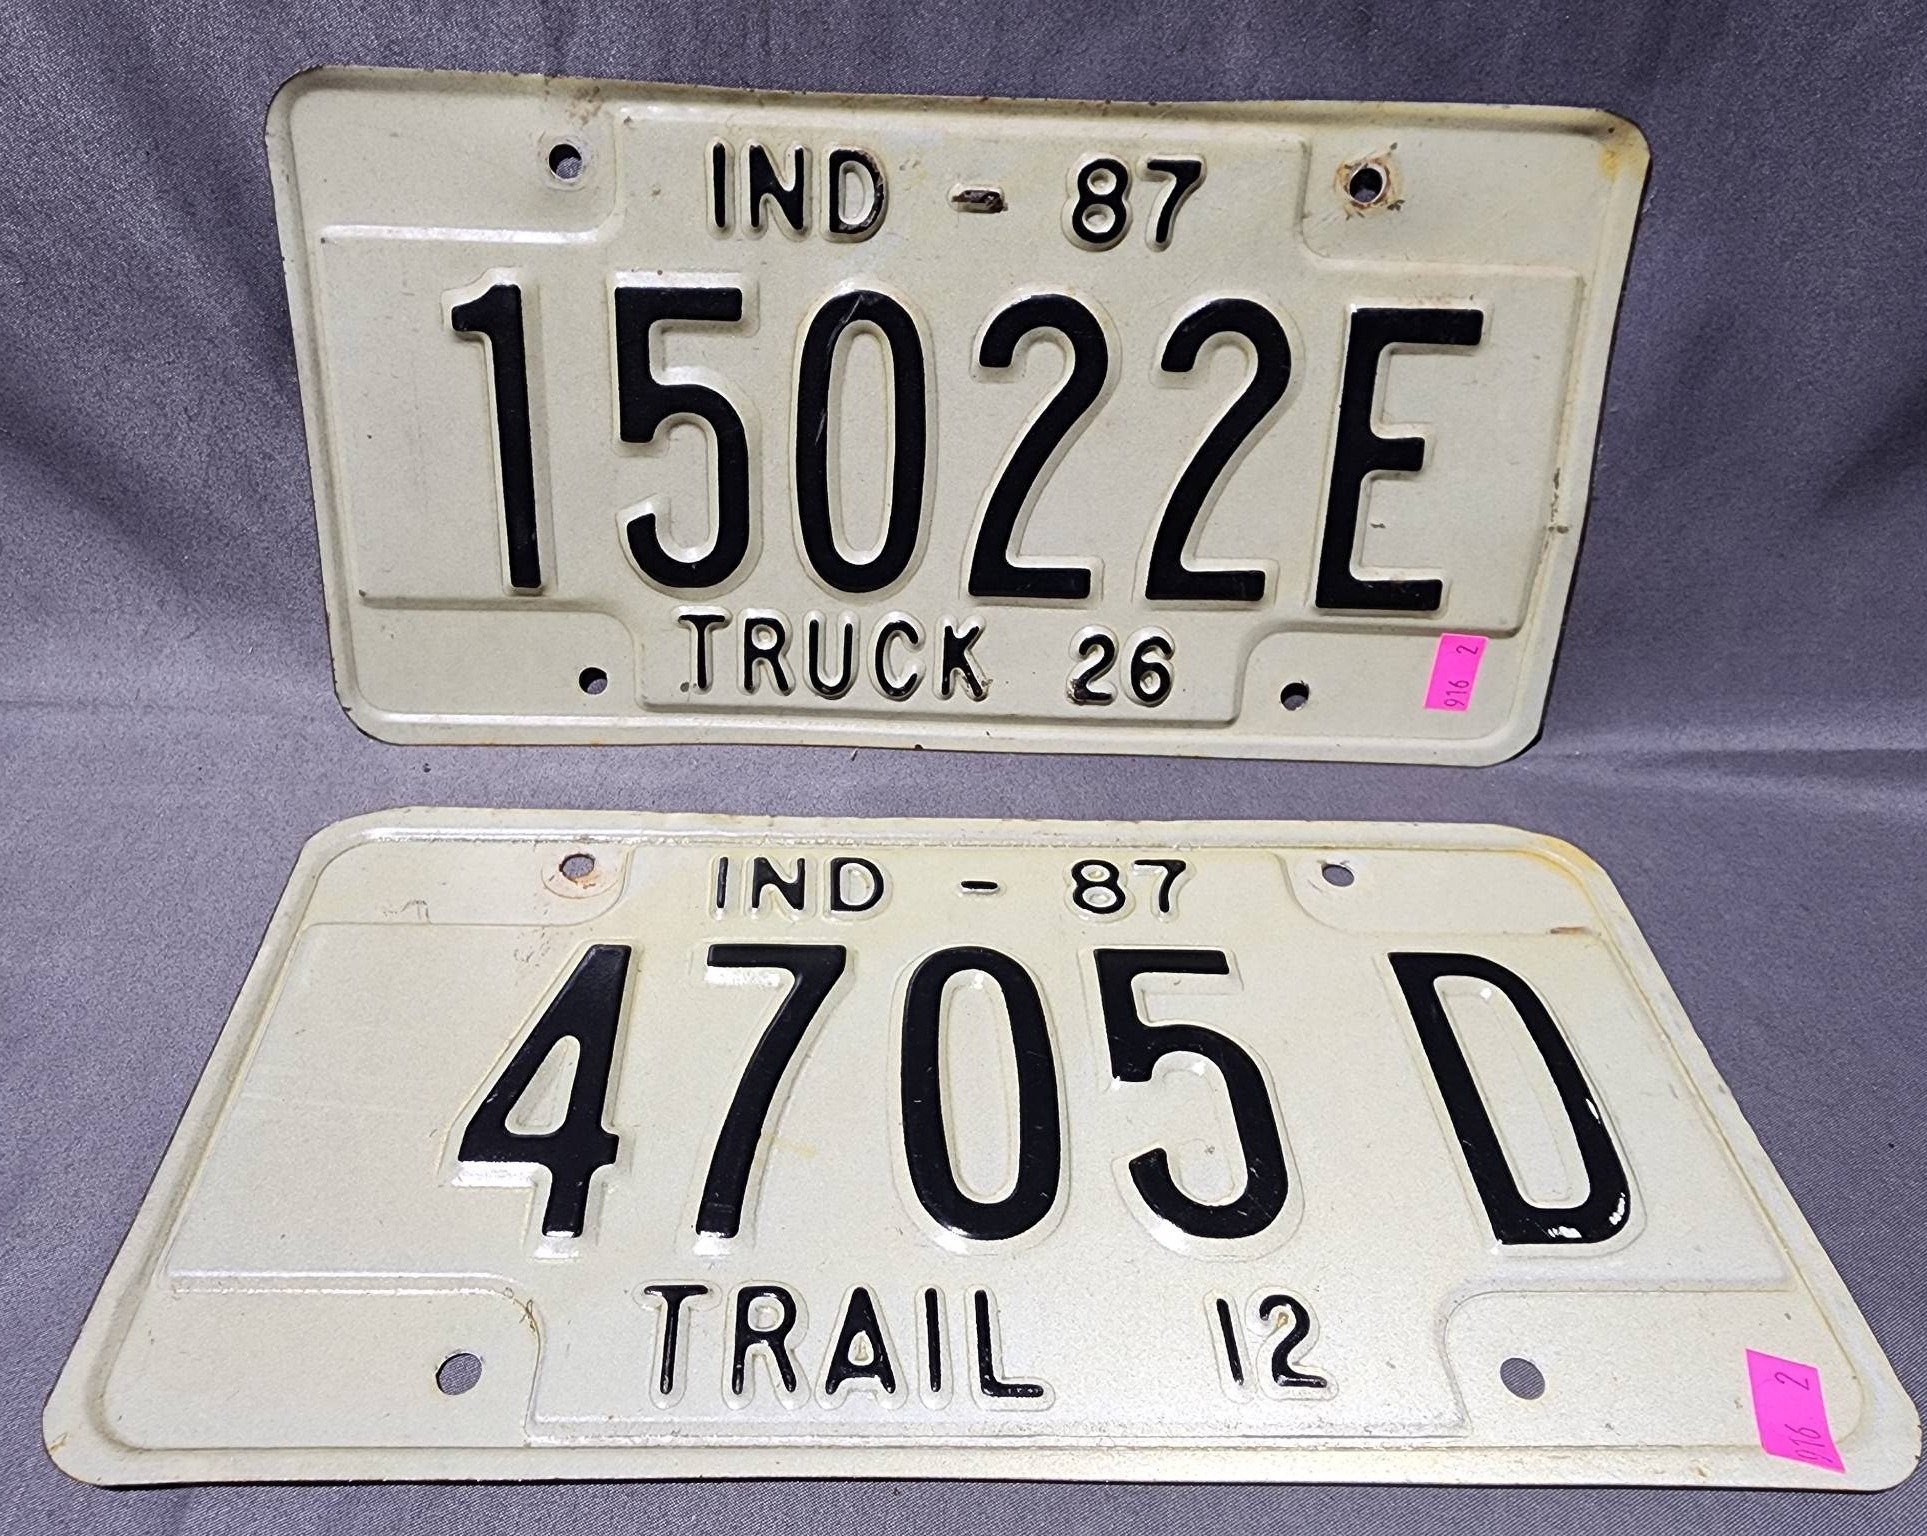 IND - 87
15022E
TRUCK 26
916 2
IND - 87
4705 D
TRAIL 12
916 2